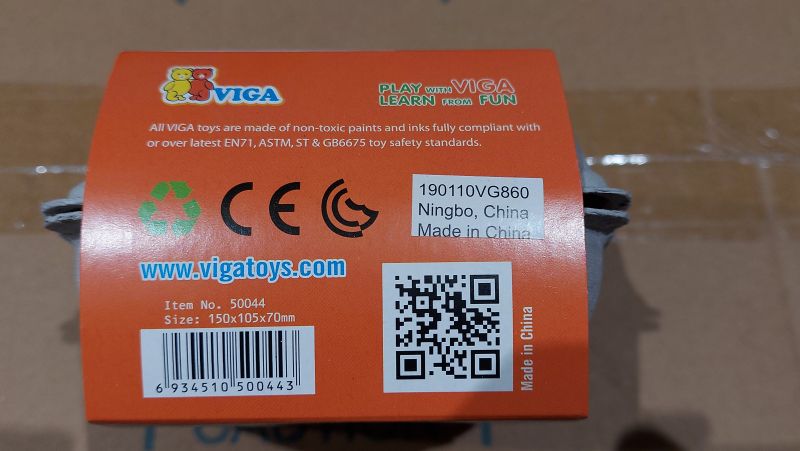 VIGA
PLAY WITH VIGA
LEARN FROM FUN
All VIGA toys are made of non-toxic paints and inks fully compliant with
or over latest EN71, ASTM, ST & GB6675 toy safety standards.
CE
190110VG860
Ningbo, China
Made in China
www.vigatoys.com
Item No. 50044
Size: 150x105x70mm
6 934510 500443
Made in China